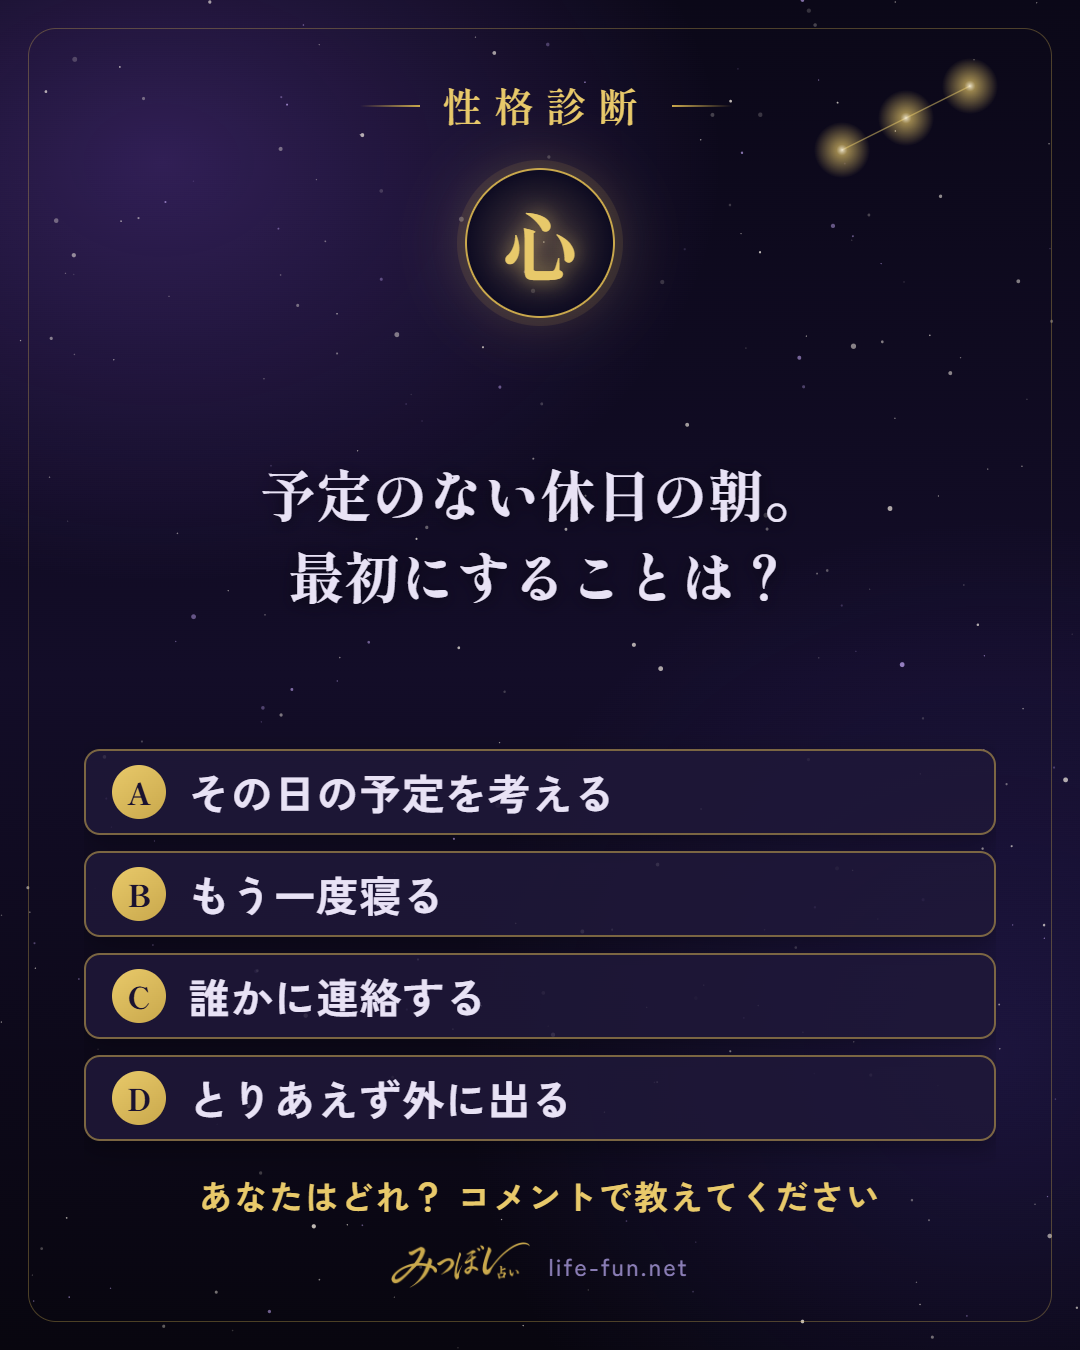 性格診断
心
予定のない休日の朝。
最初にすることは？
A その日の予定を考える
B もう一度寝る
C 誰かに連絡する
D とりあえず外に出る
あなたはどれ？ コメントで教えてください
みつぼし占い life-fun.net